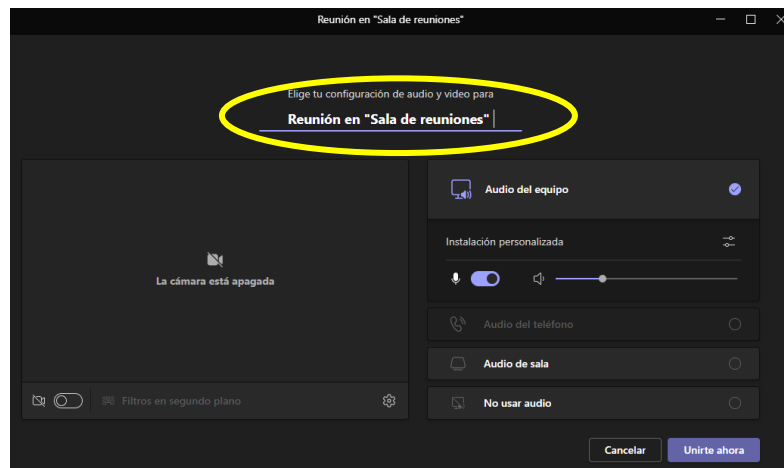 Reunión en "Sala de reuniones"
Elige tu configuración de audio y video para
Reunión en "Sala de reuniones"
La cámara está apagada
Filtros en segundo plano
Audio del equipo
Instalación personalizada
Audio del teléfono
Audio de sala
No usar audio
Cancelar
Unirte ahora